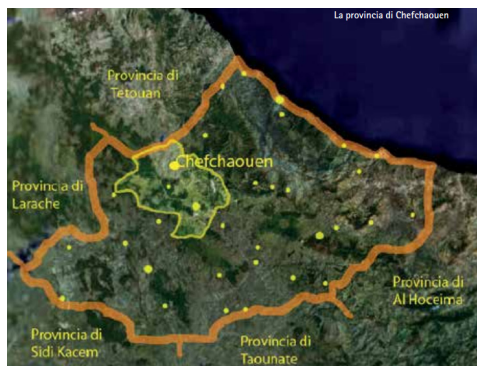 La provincia di Chefchaouen
Provincia di
Tetouan
Chefchaouen
Provincia di
Larache
Provincia di
Al Hoceima
Provincia di
Sidi Kacem
Provincia di
Taounate